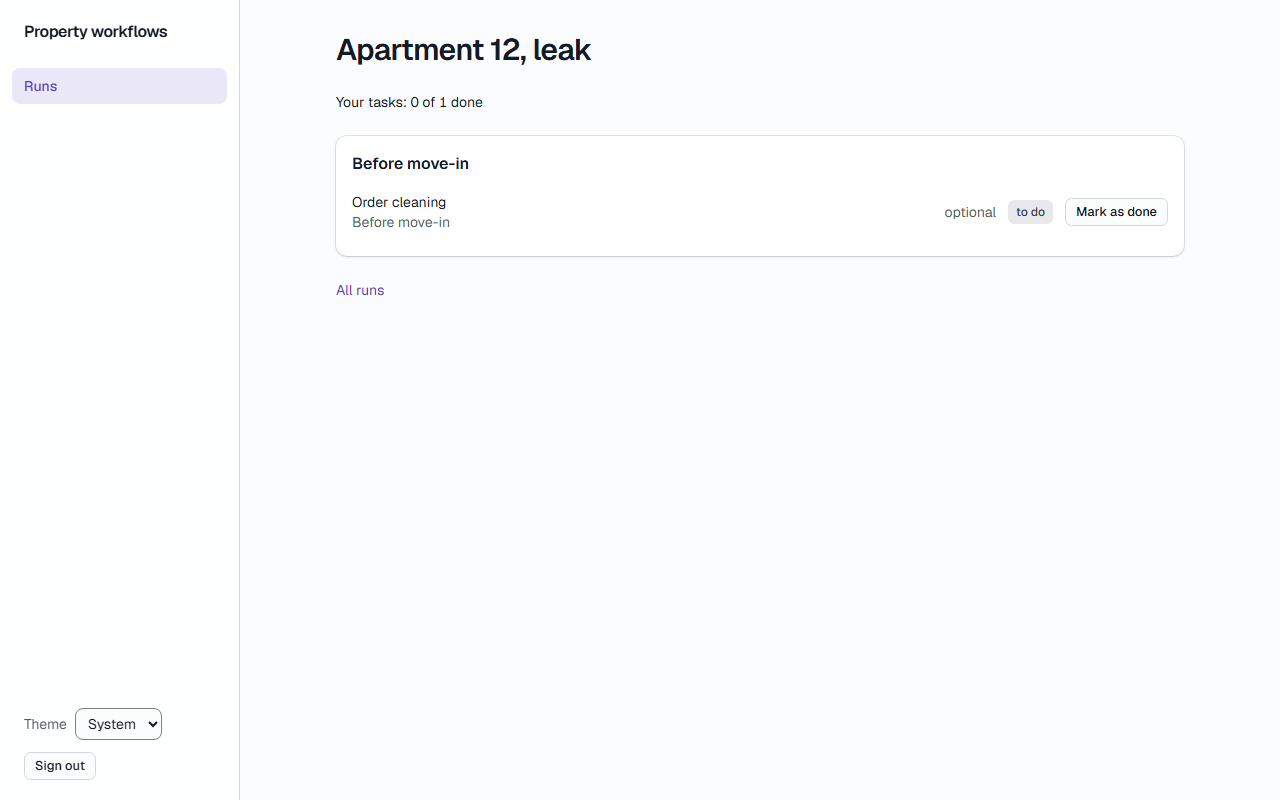 Property workflows
Runs
Apartment 12, leak
Your tasks: 0 of 1 done
Before move-in
Order cleaning
Before move-in
optional
to do
Mark as done
All runs
Theme
System
Sign out